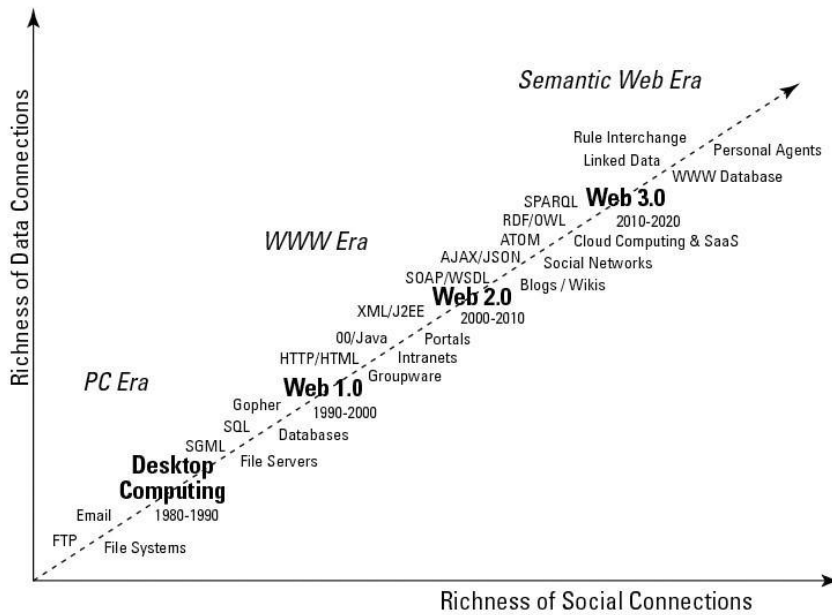 Semantic Web Era
Rule Interchange
Personal Agents
Linked Data
WWW Database
SPARQL
Web 3.0
RDF/OWL
2010-2020
WWW Era
ATOM
Cloud Computing & SaaS
AJAX/JSON
Social Networks
SOAP/WSDL
Blogs / Wikis
Web 2.0
XML/J2EE
2000-2010
00/Java
Portals
HTTP/HTML
Intranets
Groupware
PC Era
Web 1.0
Gopher
1990-2000
SQL
Databases
SGML
File Servers
Desktop
Computing
Email
1980-1990
FTP
File Systems
Richness of Data Connections
Richness of Social Connections